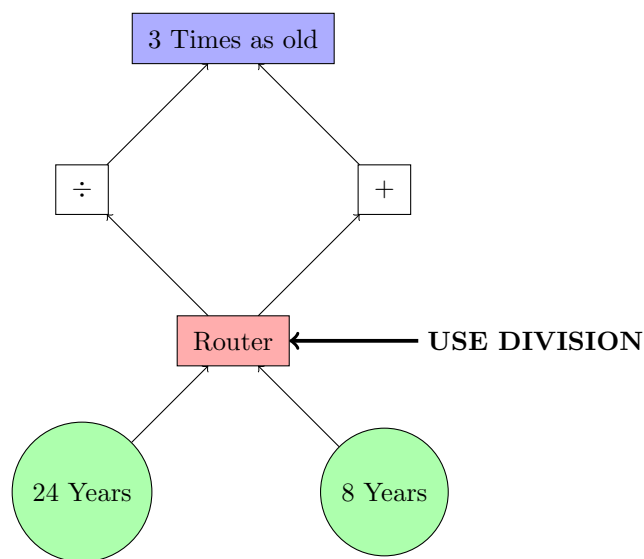 3 Times as old
÷
+
Router
USE DIVISION
24 Years
8 Years